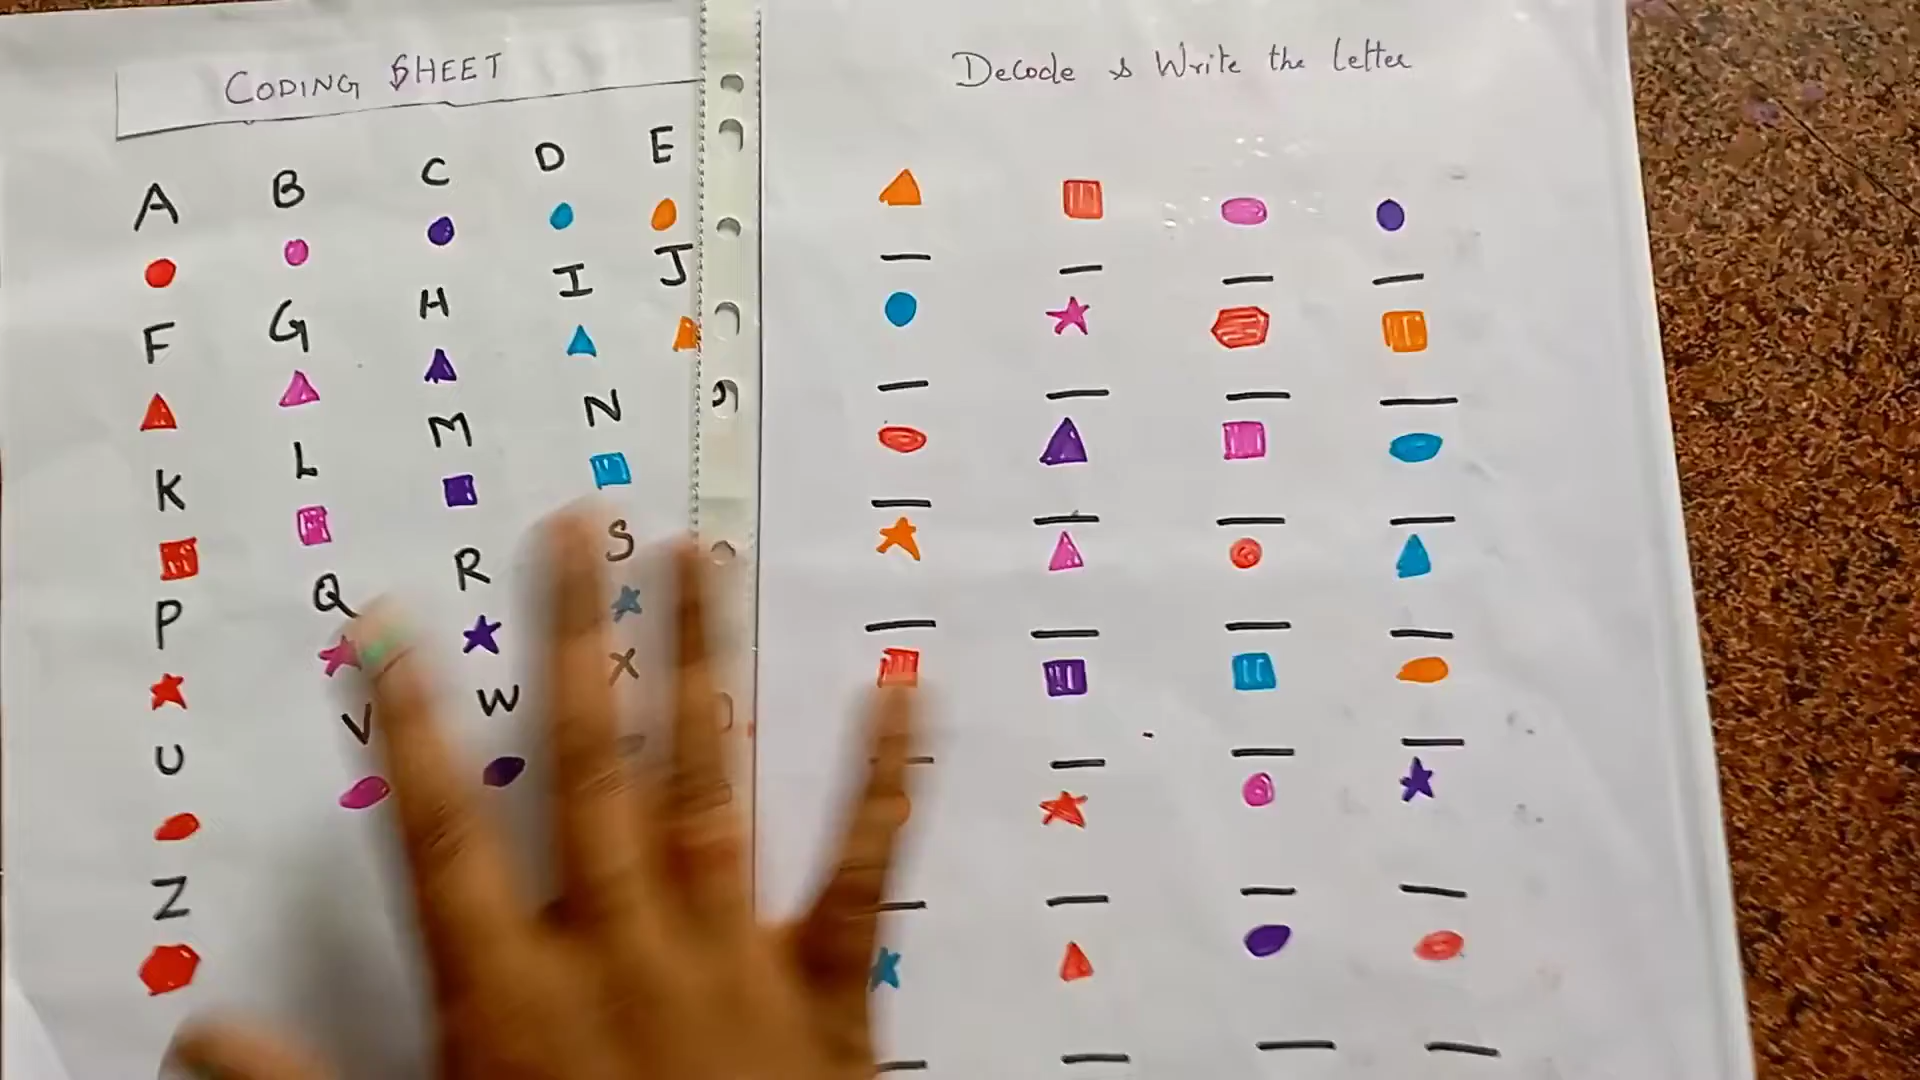 CODING SHEET
A B C D E
F G H I J
K L M N
P Q R S
U V W X
Z
Decode & Write the letter